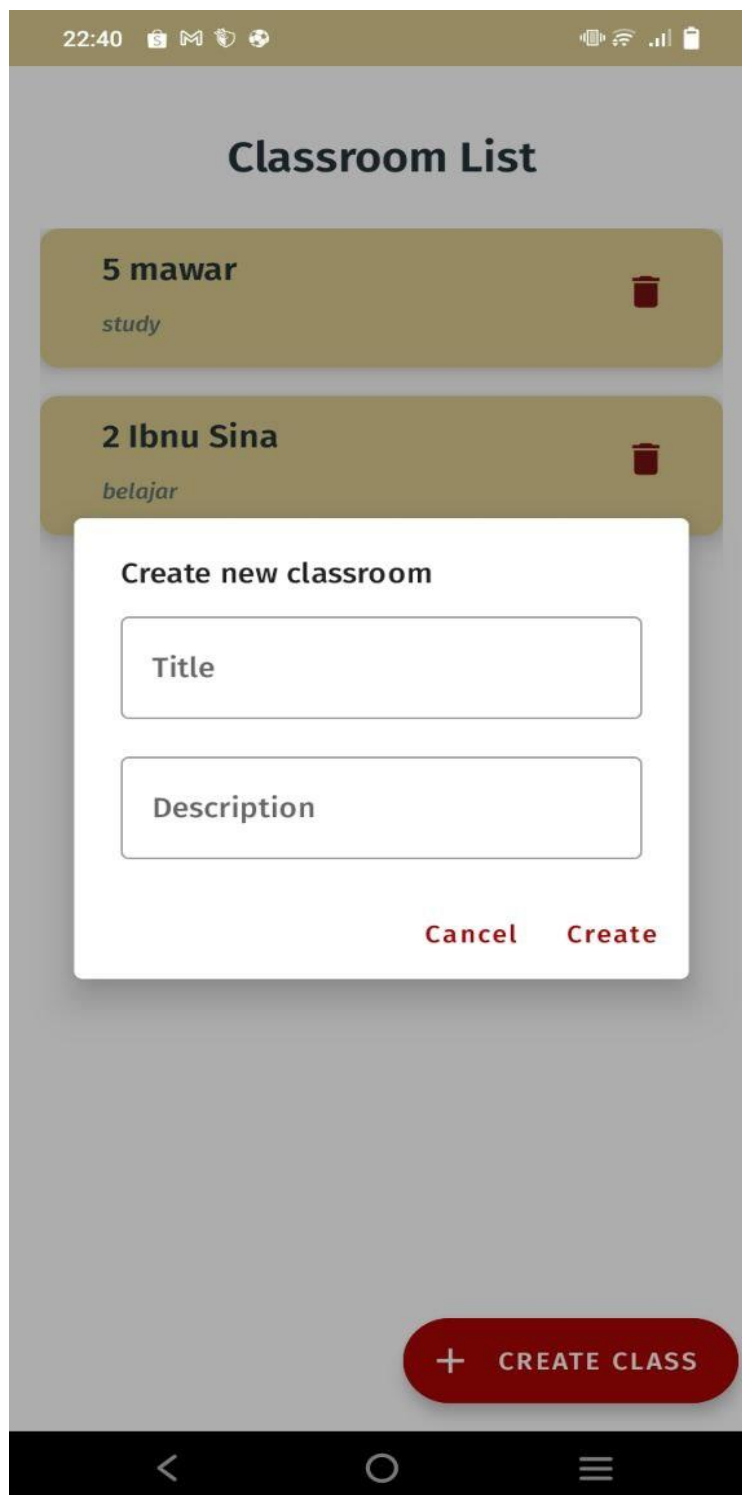 22:40
Classroom List
5 mawar
study
2 Ibnu Sina
belajar
Create new classroom
Title
Description
Cancel Create
+ CREATE CLASS